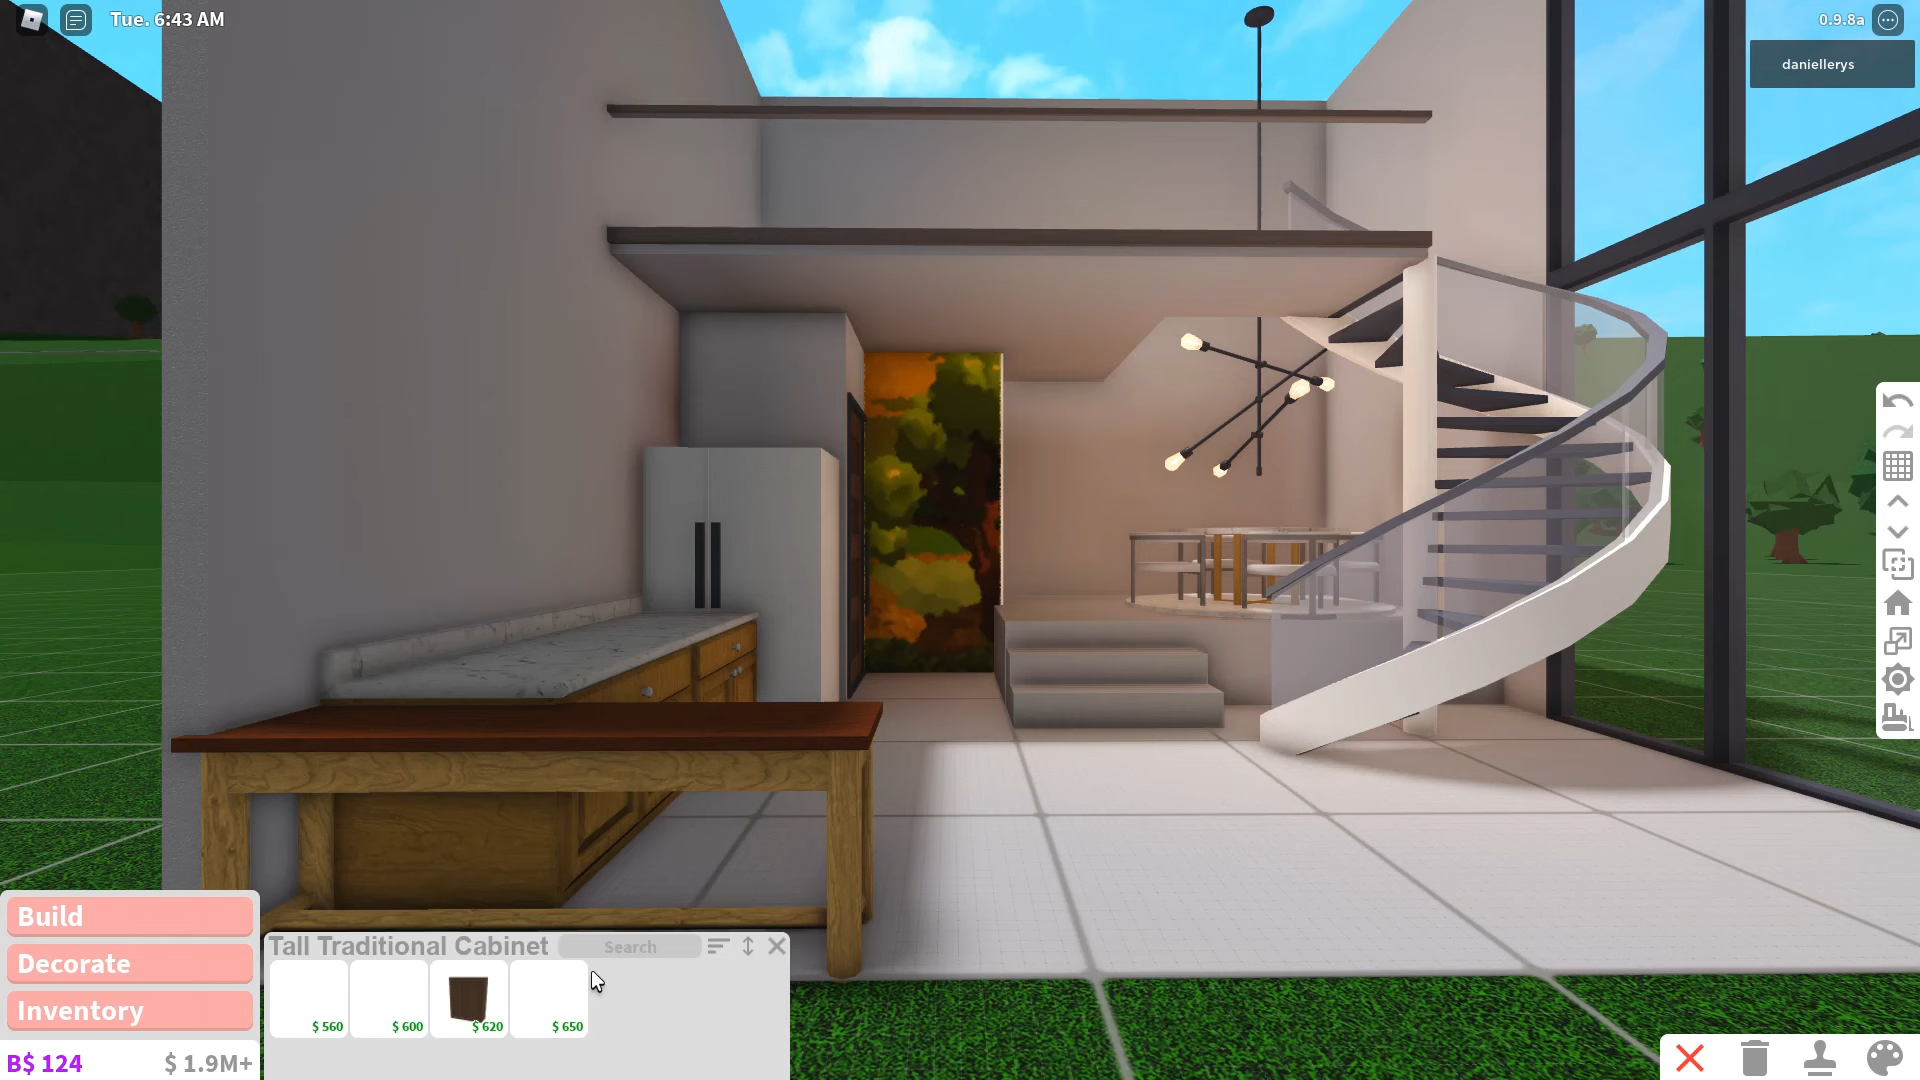 Tue. 6:43 AM
0.9.8a
daniellerys
Build
Decorate
Inventory
B$ 124
$ 1.9M+
Tall Traditional Cabinet
Search
$ 560
$ 600
$ 620
$ 650